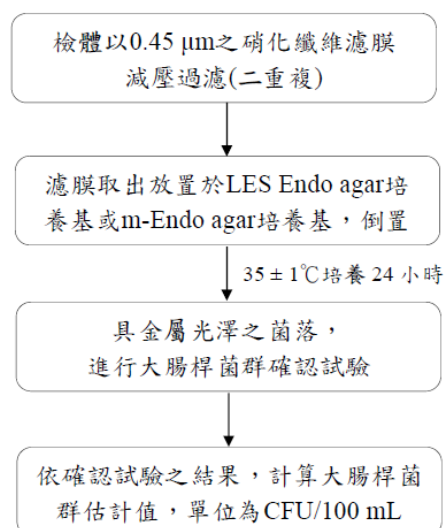 檢體以0.45 μm之硝化纖維濾膜
減壓過濾(二重複)
濾膜取出放置於LES Endo agar培
養基或m-Endo agar培養基，倒置
35 ± 1℃培養 24 小時
具金屬光澤之菌落，
進行大腸桿菌群確認試驗
依確認試驗之結果，計算大腸桿菌
群估計值，單位為CFU/100 mL